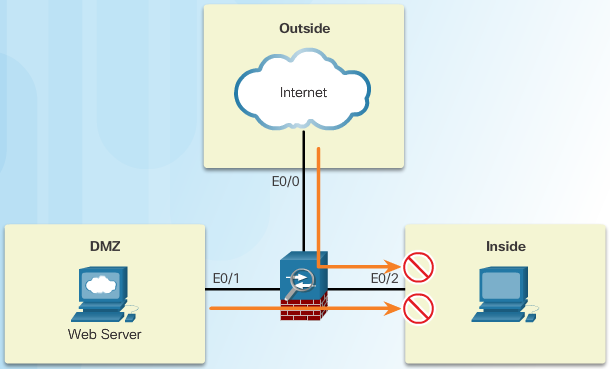 Outside
Internet
E0/0
DMZ
Inside
E0/1
E0/2
Web Server